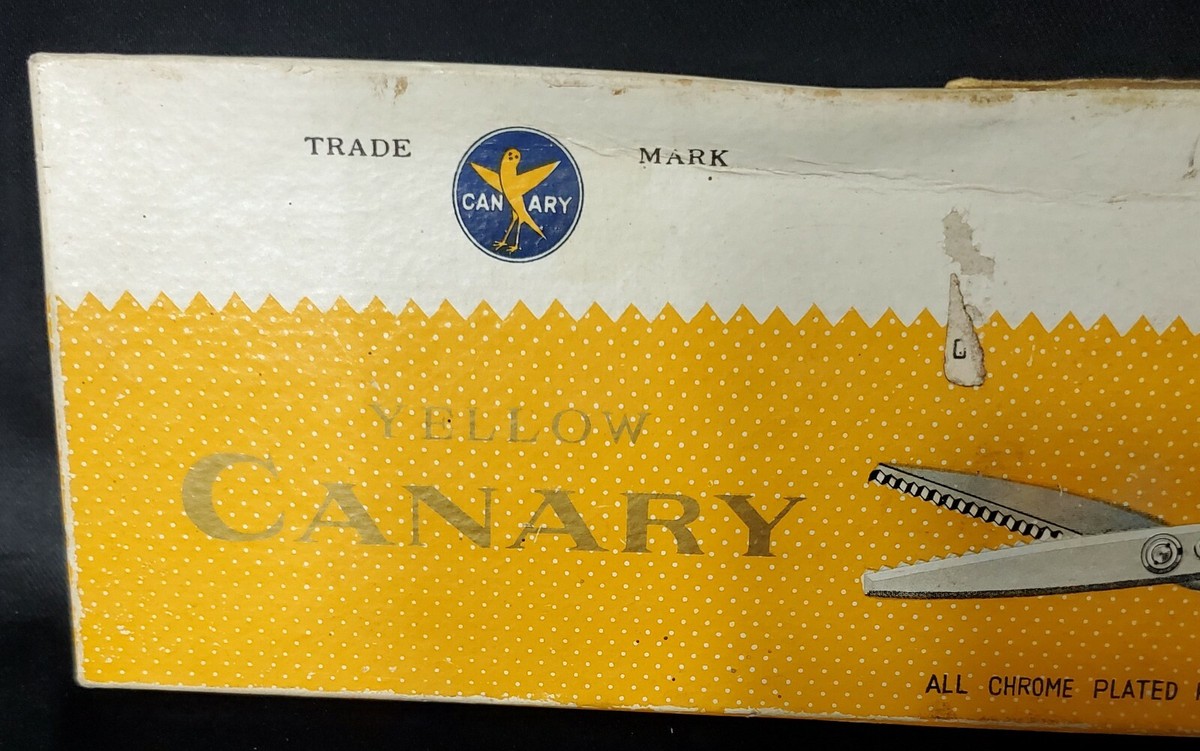 TRADE MARK
CANARY
YELLOW
CANARY
ALL CHROME PLATED